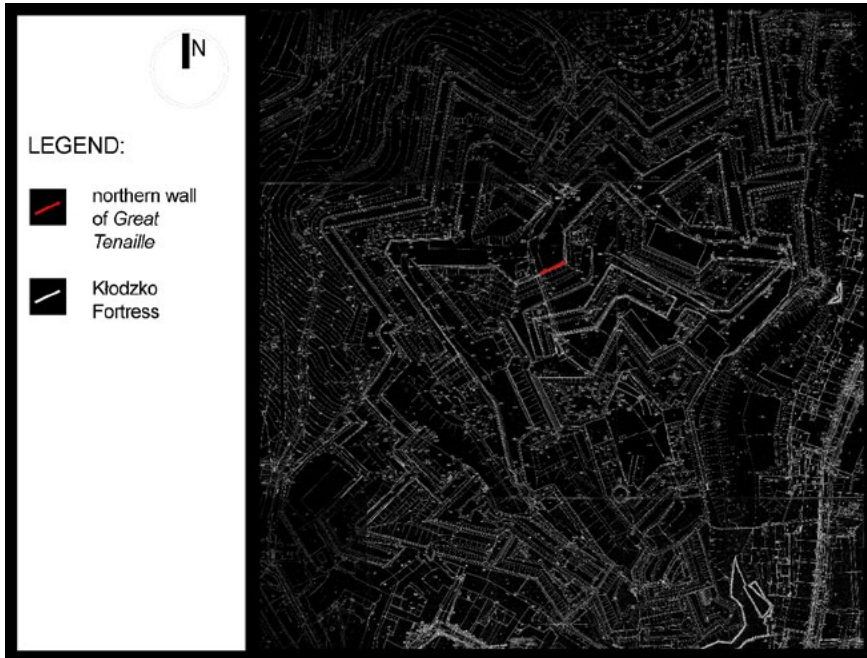 N
LEGEND:
northern wall
of Great
Tenaille
Kłodzko
Fortress